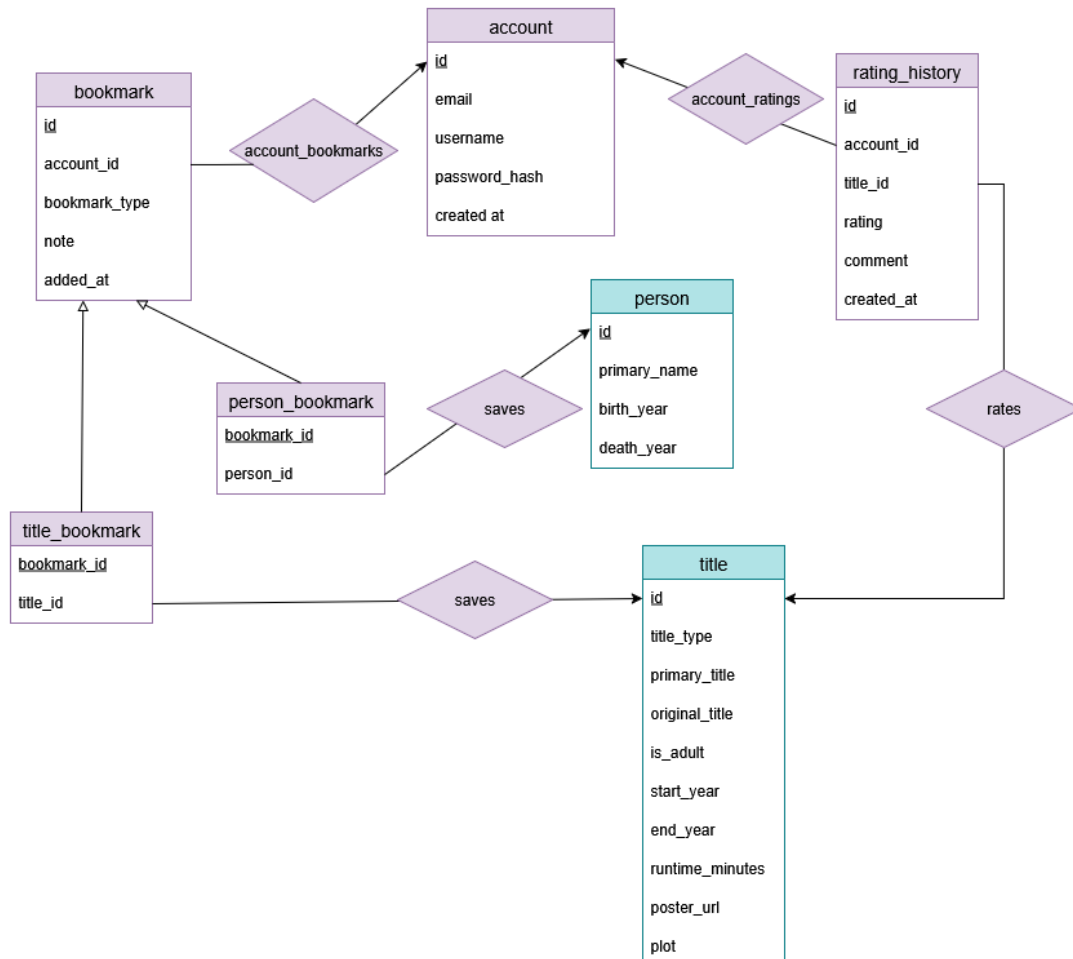 account
id
email
username
password_hash
created at
bookmark
id
account_id
bookmark_type
note
added_at
account_bookmarks
account_ratings
rating_history
id
account_id
title_id
rating
comment
created_at
person
id
primary_name
birth_year
death_year
person_bookmark
bookmark_id
person_id
saves
rates
title_bookmark
bookmark_id
title_id
saves
title
id
title_type
primary_title
original_title
is_adult
start_year
end_year
runtime_minutes
poster_url
plot